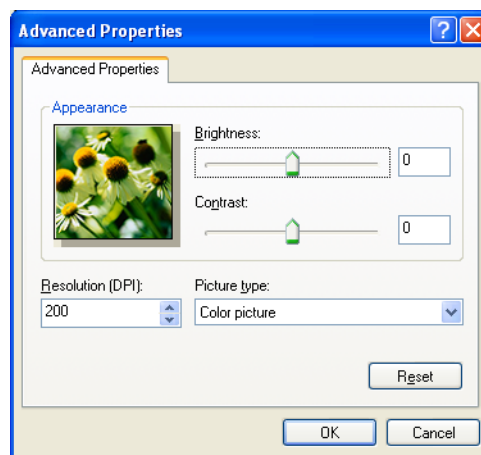 Advanced Properties
Advanced Properties
Appearance
Brightness:
0
Contrast:
0
Resolution (DPI):
Picture type:
200
Color picture
Reset
OK
Cancel